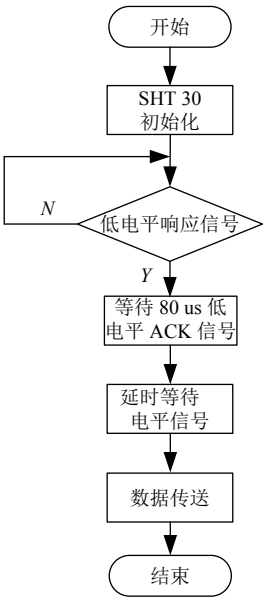 开始
SHT 30
初始化
N
低电平响应信号
Y
等待 80 us 低
电平 ACK 信号
延时等待
电平信号
数据传送
结束